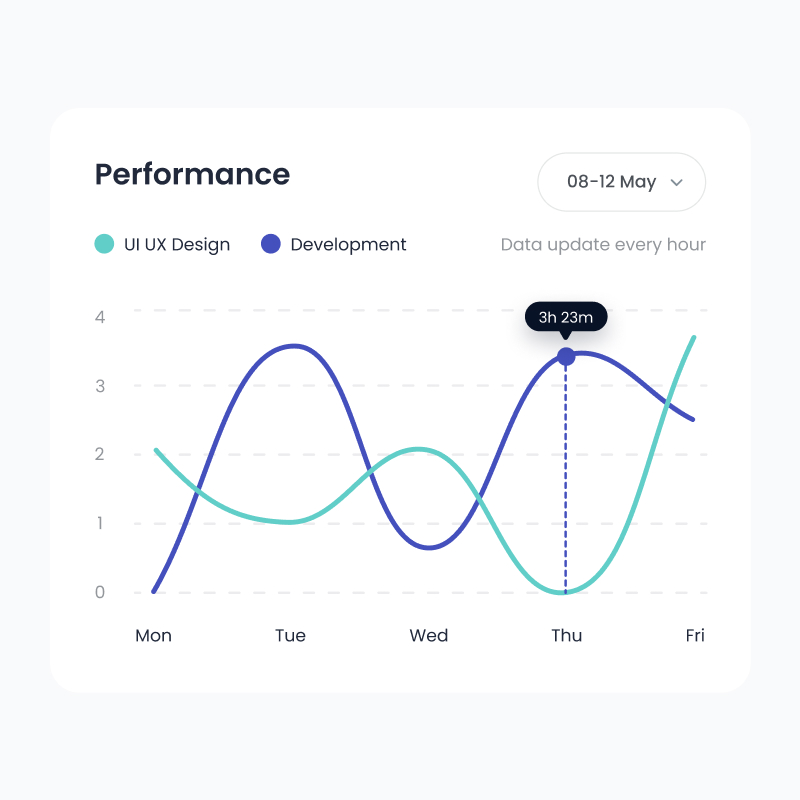 Performance
08-12 May
UI UX Design
Development
Data update every hour
4
3h 23m
3
2
1
0
Mon
Tue
Wed
Thu
Fri